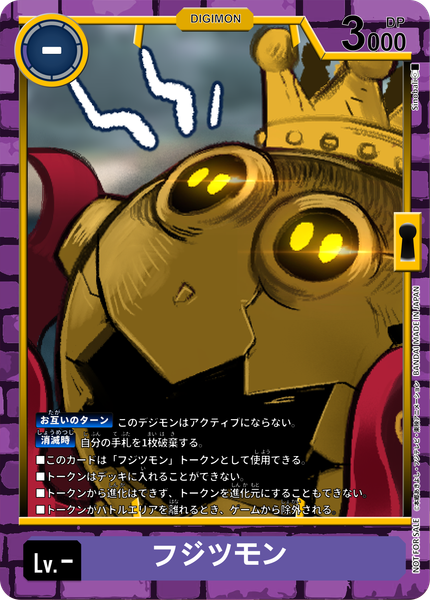 DIGIMON
-
DP
3000
Sinobali
お互いのターン このデジモンはアクティブにならない。
消滅時 自分の手札を1枚破棄する。
■このカードは「フジツモン」トークンとして使用できる。
■トークンはデッキに入れることができない。
■トークンから進化はできず、トークンを進化元にすることもできない。
■トークンがバトルエリアを離れるとき、ゲームから除外される。
Lv.-
フジツモン
BANDAI MADE IN JAPAN
NOT FOR SALE